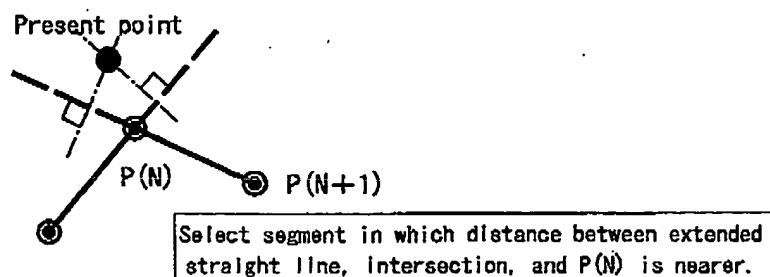 Present point
P(N)
P(N+1)
Select segment in which distance between extended
straight line, intersection, and P(N) is nearer.